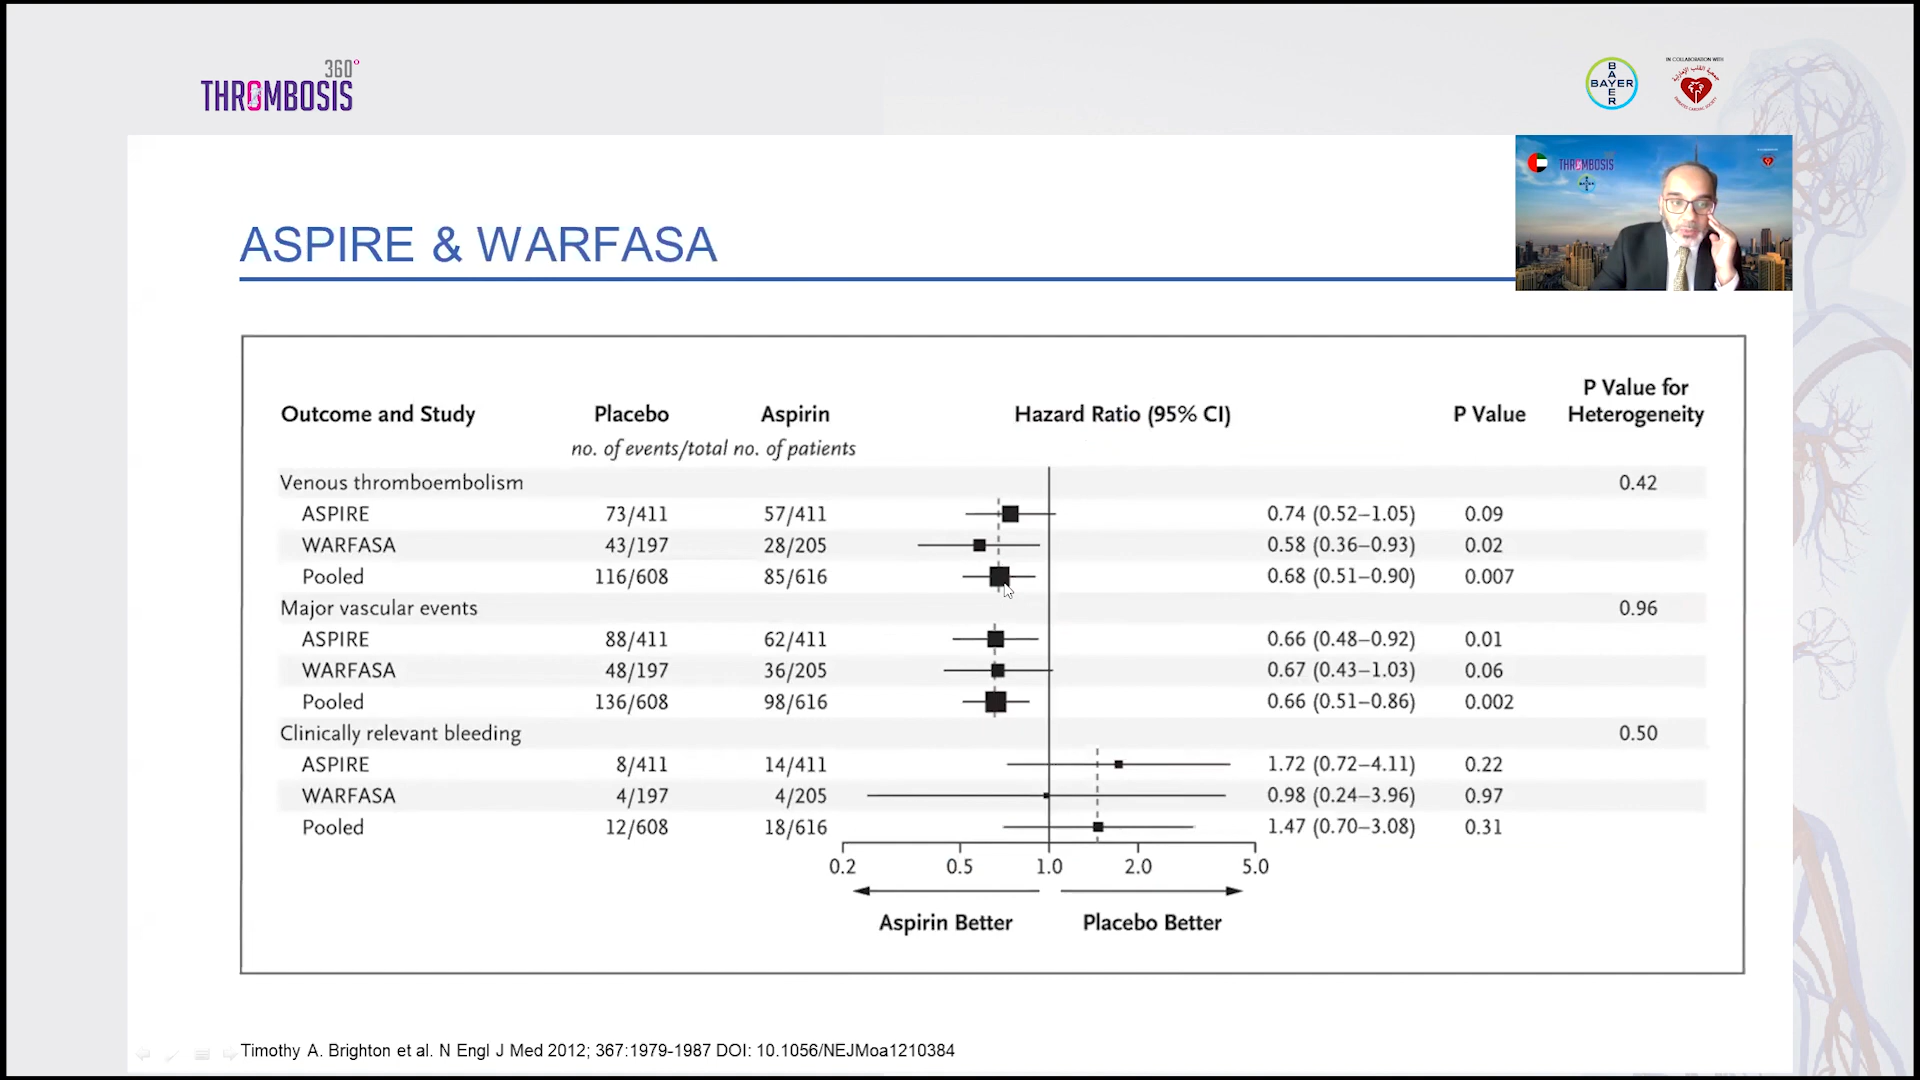 360°
THROMBOSIS
BAYER
BAYER
IN COLLABORATION WITH
THROMBOSIS
ASPIRE & WARFASA
Outcome and Study Placebo Aspirin Hazard Ratio (95% CI) P Value P Value for Heterogeneity
no. of events/total no. of patients
Venous thromboembolism 0.42
ASPIRE 73/411 57/411 0.74 (0.52–1.05) 0.09
WARFASA 43/197 28/205 0.58 (0.36–0.93) 0.02
Pooled 116/608 85/616 0.68 (0.51–0.90) 0.007
Major vascular events 0.96
ASPIRE 88/411 62/411 0.66 (0.48–0.92) 0.01
WARFASA 48/197 36/205 0.67 (0.43–1.03) 0.06
Pooled 136/608 98/616 0.66 (0.51–0.86) 0.002
Clinically relevant bleeding 0.50
ASPIRE 8/411 14/411 1.72 (0.72–4.11) 0.22
WARFASA 4/197 4/205 0.98 (0.24–3.96) 0.97
Pooled 12/608 18/616 1.47 (0.70–3.08) 0.31
0.2 0.5 1.0 2.0 5.0
Aspirin Better Placebo Better
Timothy A. Brighton et al. N Engl J Med 2012; 367:1979-1987 DOI: 10.1056/NEJMoa1210384